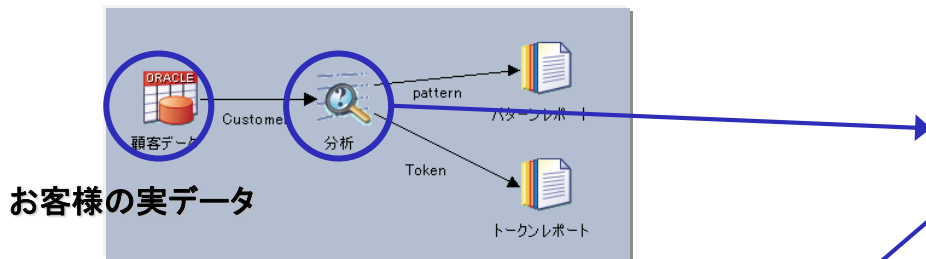 ORACLE
Customer
pattern
顧客データ
分析
パターンレポート
Token
お客様の実データ
トークンレポート